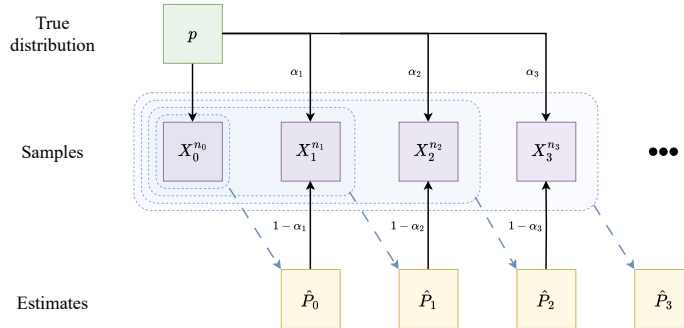 True
distribution
p
α₁
α₂
α₃
Samples
X₀ⁿ⁰
X₁ⁿ¹
X₂ⁿ²
X₃ⁿ³
1 − α₁
1 − α₂
1 − α₃
Estimates
P̂₀
P̂₁
P̂₂
P̂₃